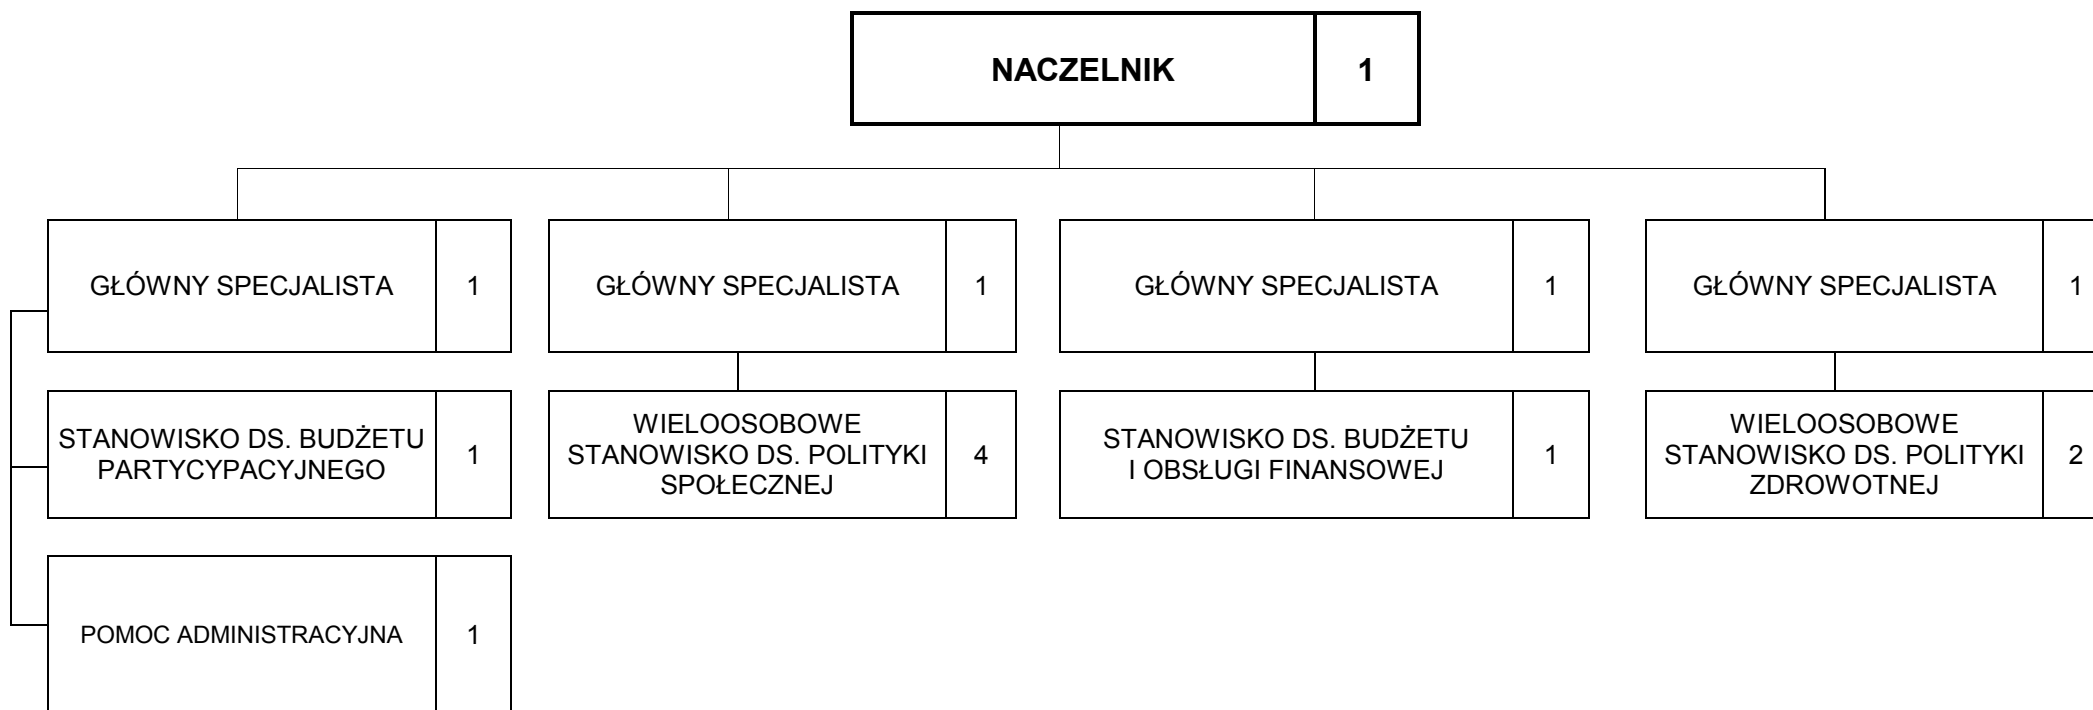 NACZELNIK 1
GŁÓWNY SPECJALISTA 1
GŁÓWNY SPECJALISTA 1
GŁÓWNY SPECJALISTA 1
GŁÓWNY SPECJALISTA 1
STANOWISKO DS. BUDŻETU
PARTYCYPACYJNEGO
1
WIELOOSOBOWE
STANOWISKO DS. POLITYKI
SPOŁECZNEJ
4
STANOWISKO DS. BUDŻETU
I OBSŁUGI FINANSOWEJ
1
WIELOOSOBOWE
STANOWISKO DS. POLITYKI
ZDROWOTNEJ
2
POMOC ADMINISTRACYJNA 1